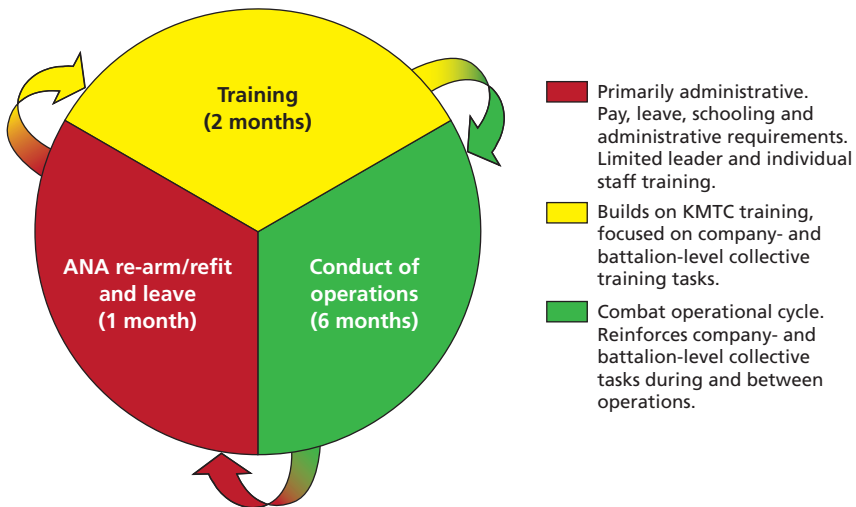 Training
(2 months)
ANA re-arm/refit
and leave
(1 month)
Conduct of
operations
(6 months)
Primarily administrative.
Pay, leave, schooling and
administrative requirements.
Limited leader and individual
staff training.
Builds on KMTC training,
focused on company- and
battalion-level collective
training tasks.
Combat operational cycle.
Reinforces company- and
battalion-level collective
tasks during and between
operations.